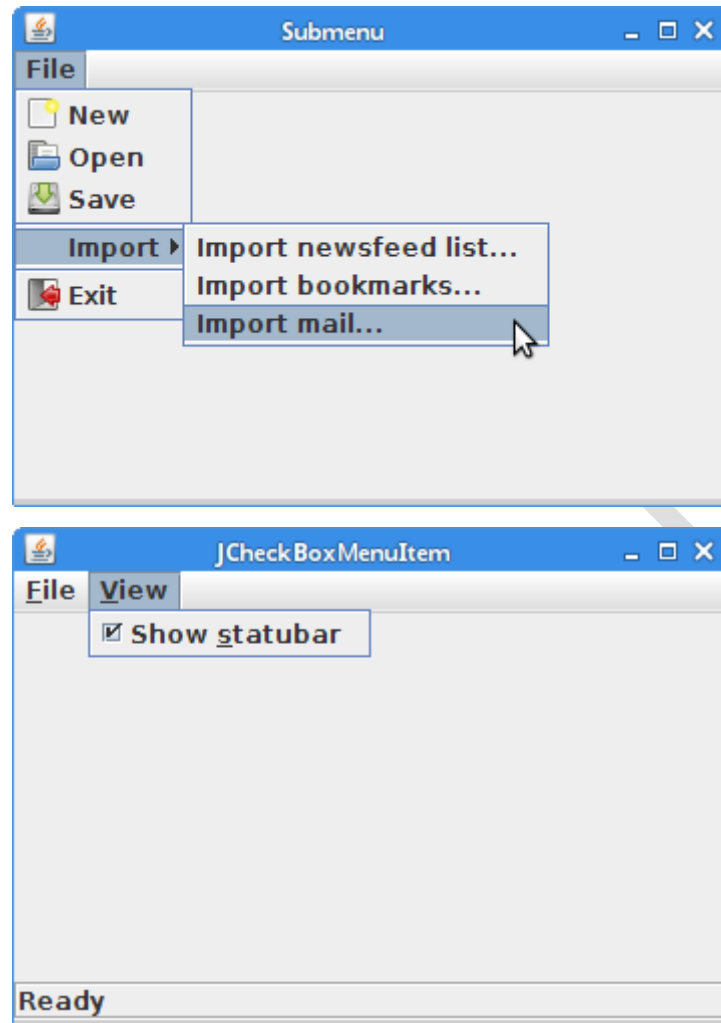 Submenu
File
New
Open
Save
Import
Import newsfeed list...
Import bookmarks...
Import mail...
Exit
JCheckBoxMenuItem
File View
Show statubar
Ready